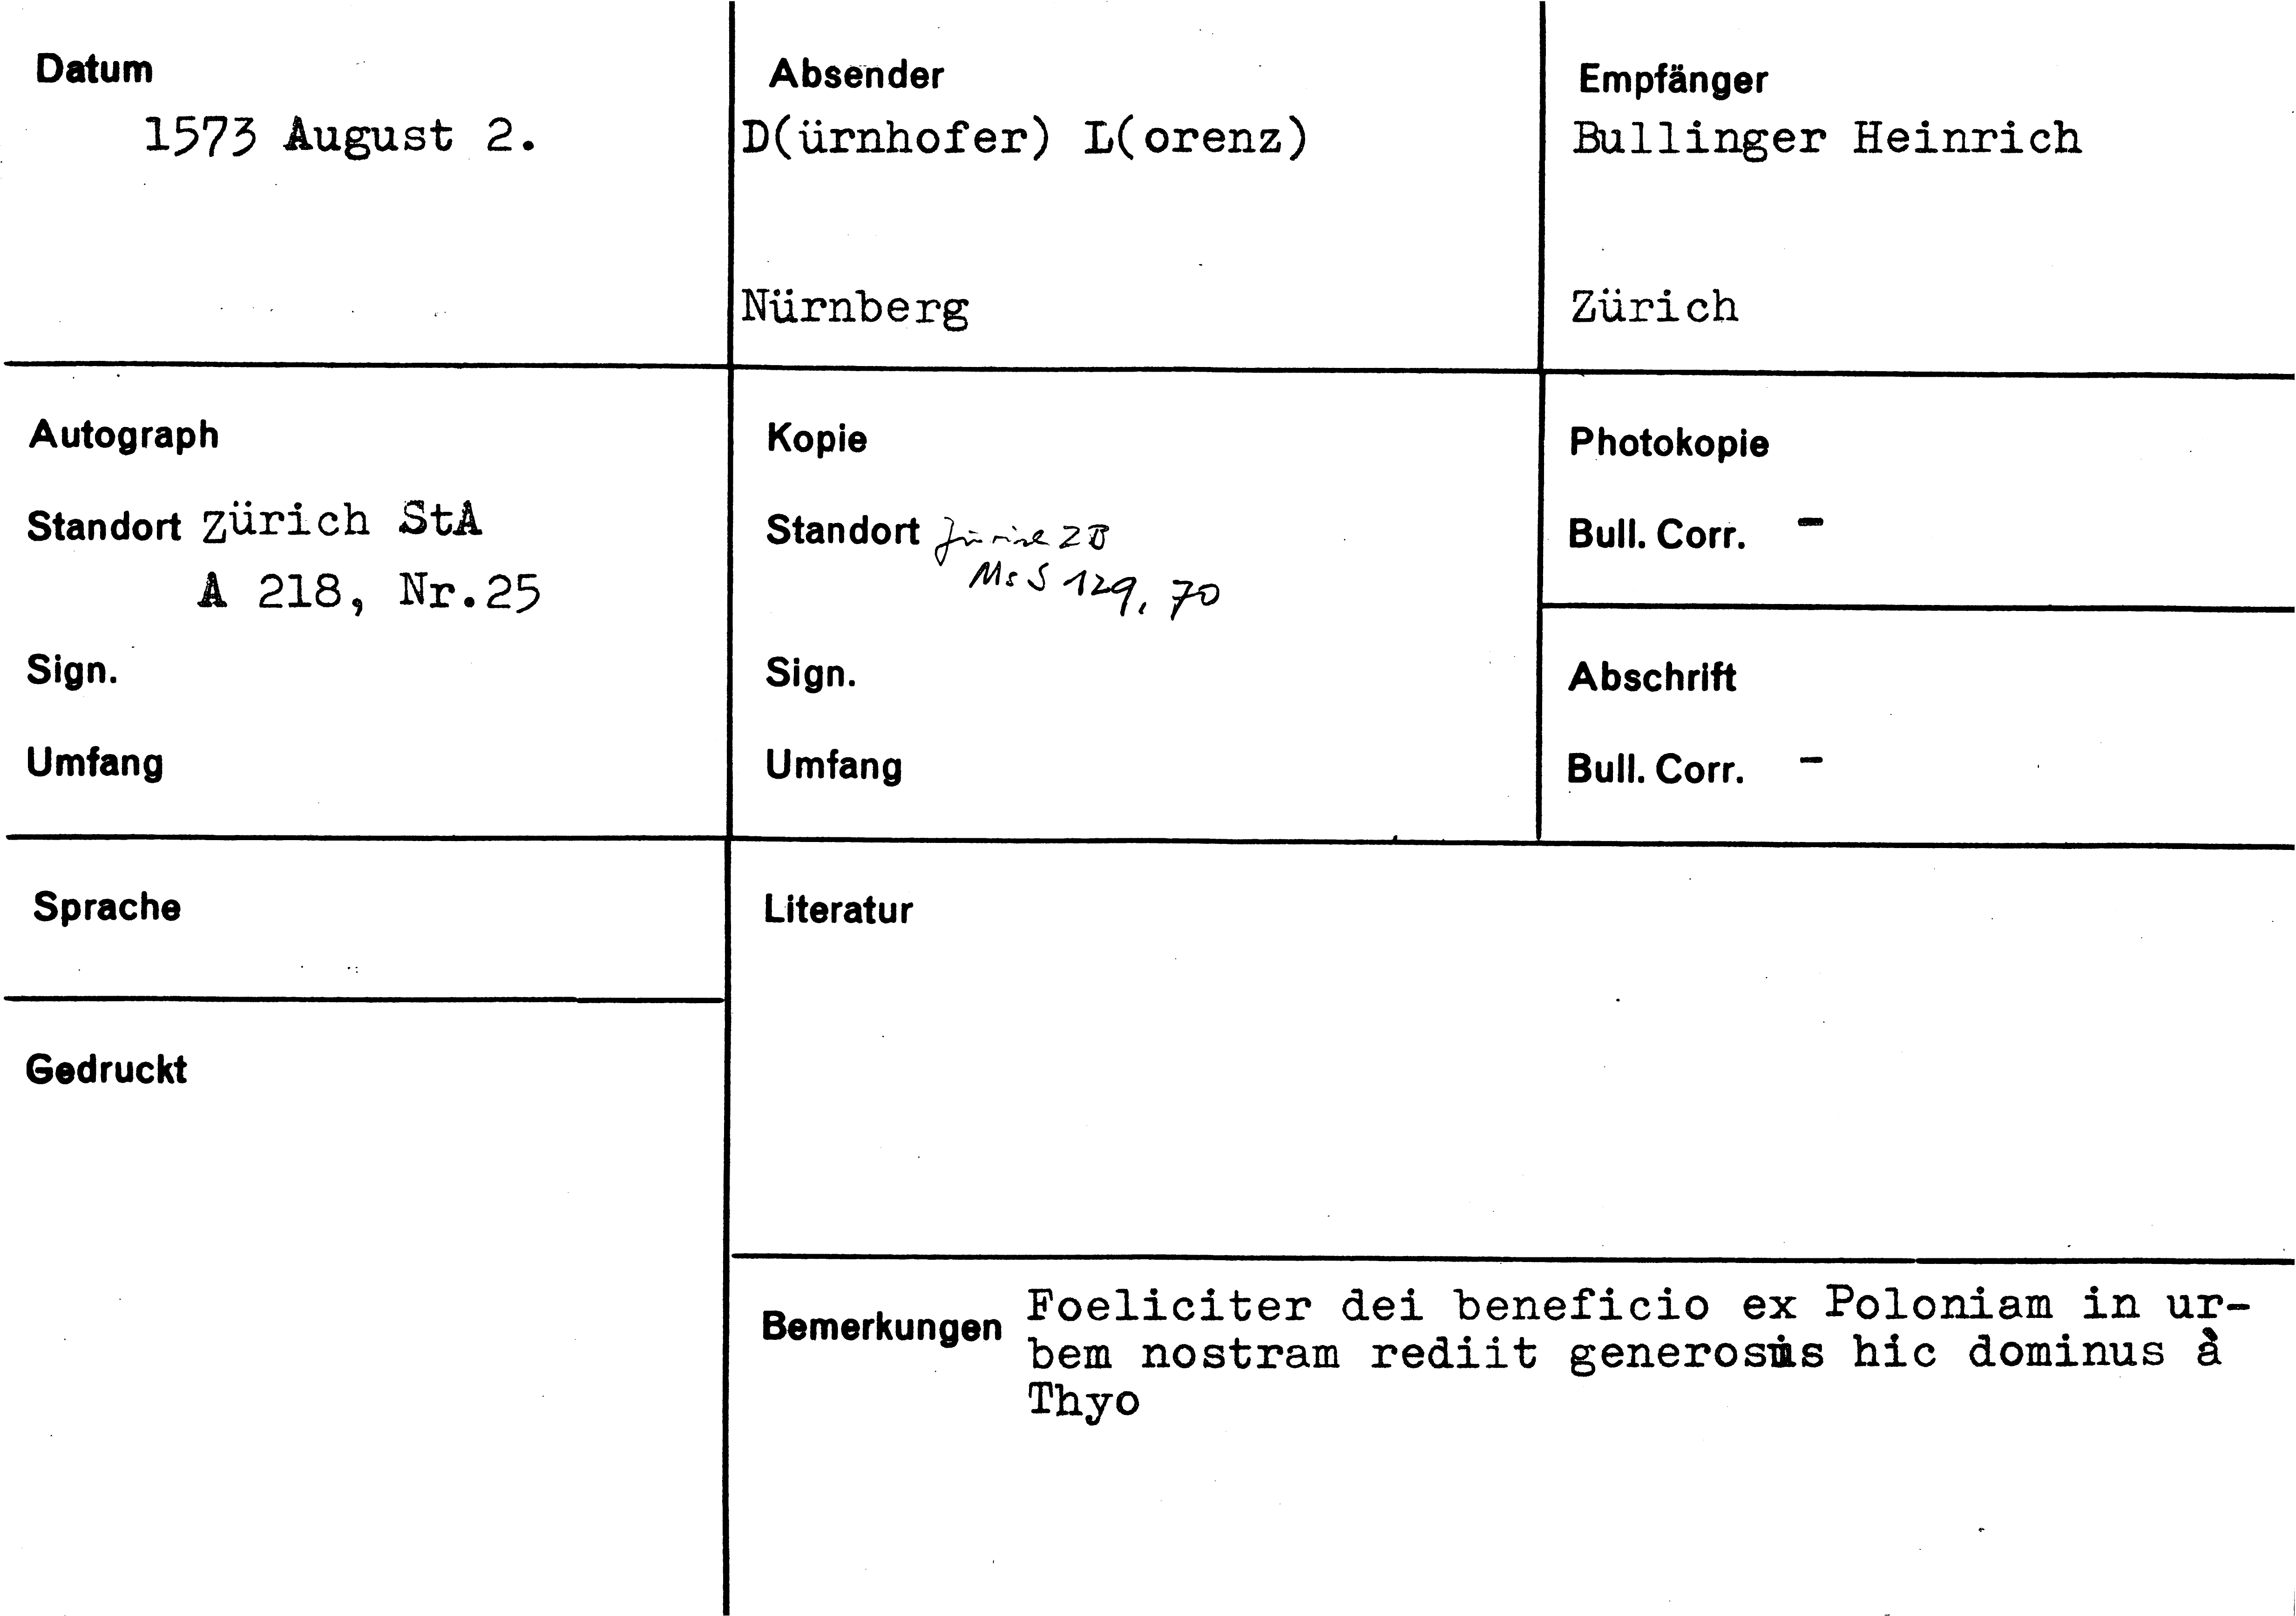 Datum
1573 August 2.
Absender
D(ürnhofer) L(orenz)
Nürnberg
Empfänger
Bullinger Heinrich
Zürich
Autograph
Standort Zürich StA
A 218, Nr.25
Sign.
Umfang
Kopie
Standort Zürich ZB
Ms S 129, 70
Sign.
Umfang
Photokopie
Bull. Corr. -
Abschrift
Bull. Corr. -
Sprache
Gedruckt
Literatur
Bemerkungen Foeliciter dei beneficio ex Poloniam in ur-
bem nostram rediit generosus hic dominus à
Thyo